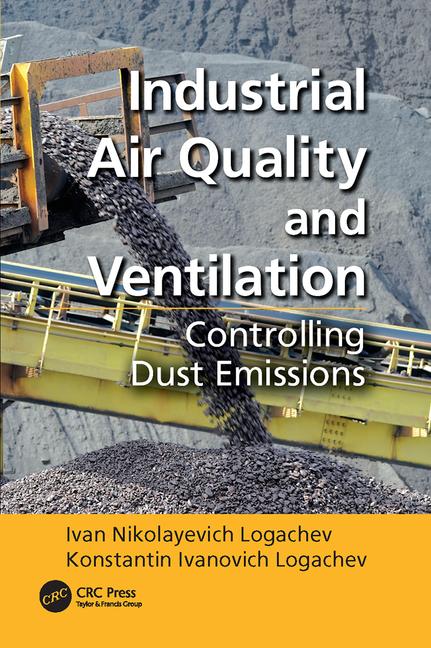 Industrial
Air Quality
and
Ventilation
Controlling
Dust Emissions
Ivan Nikolayevich Logachev
Konstantin Ivanovich Logachev
CRC
CRC Press
Taylor & Francis Group